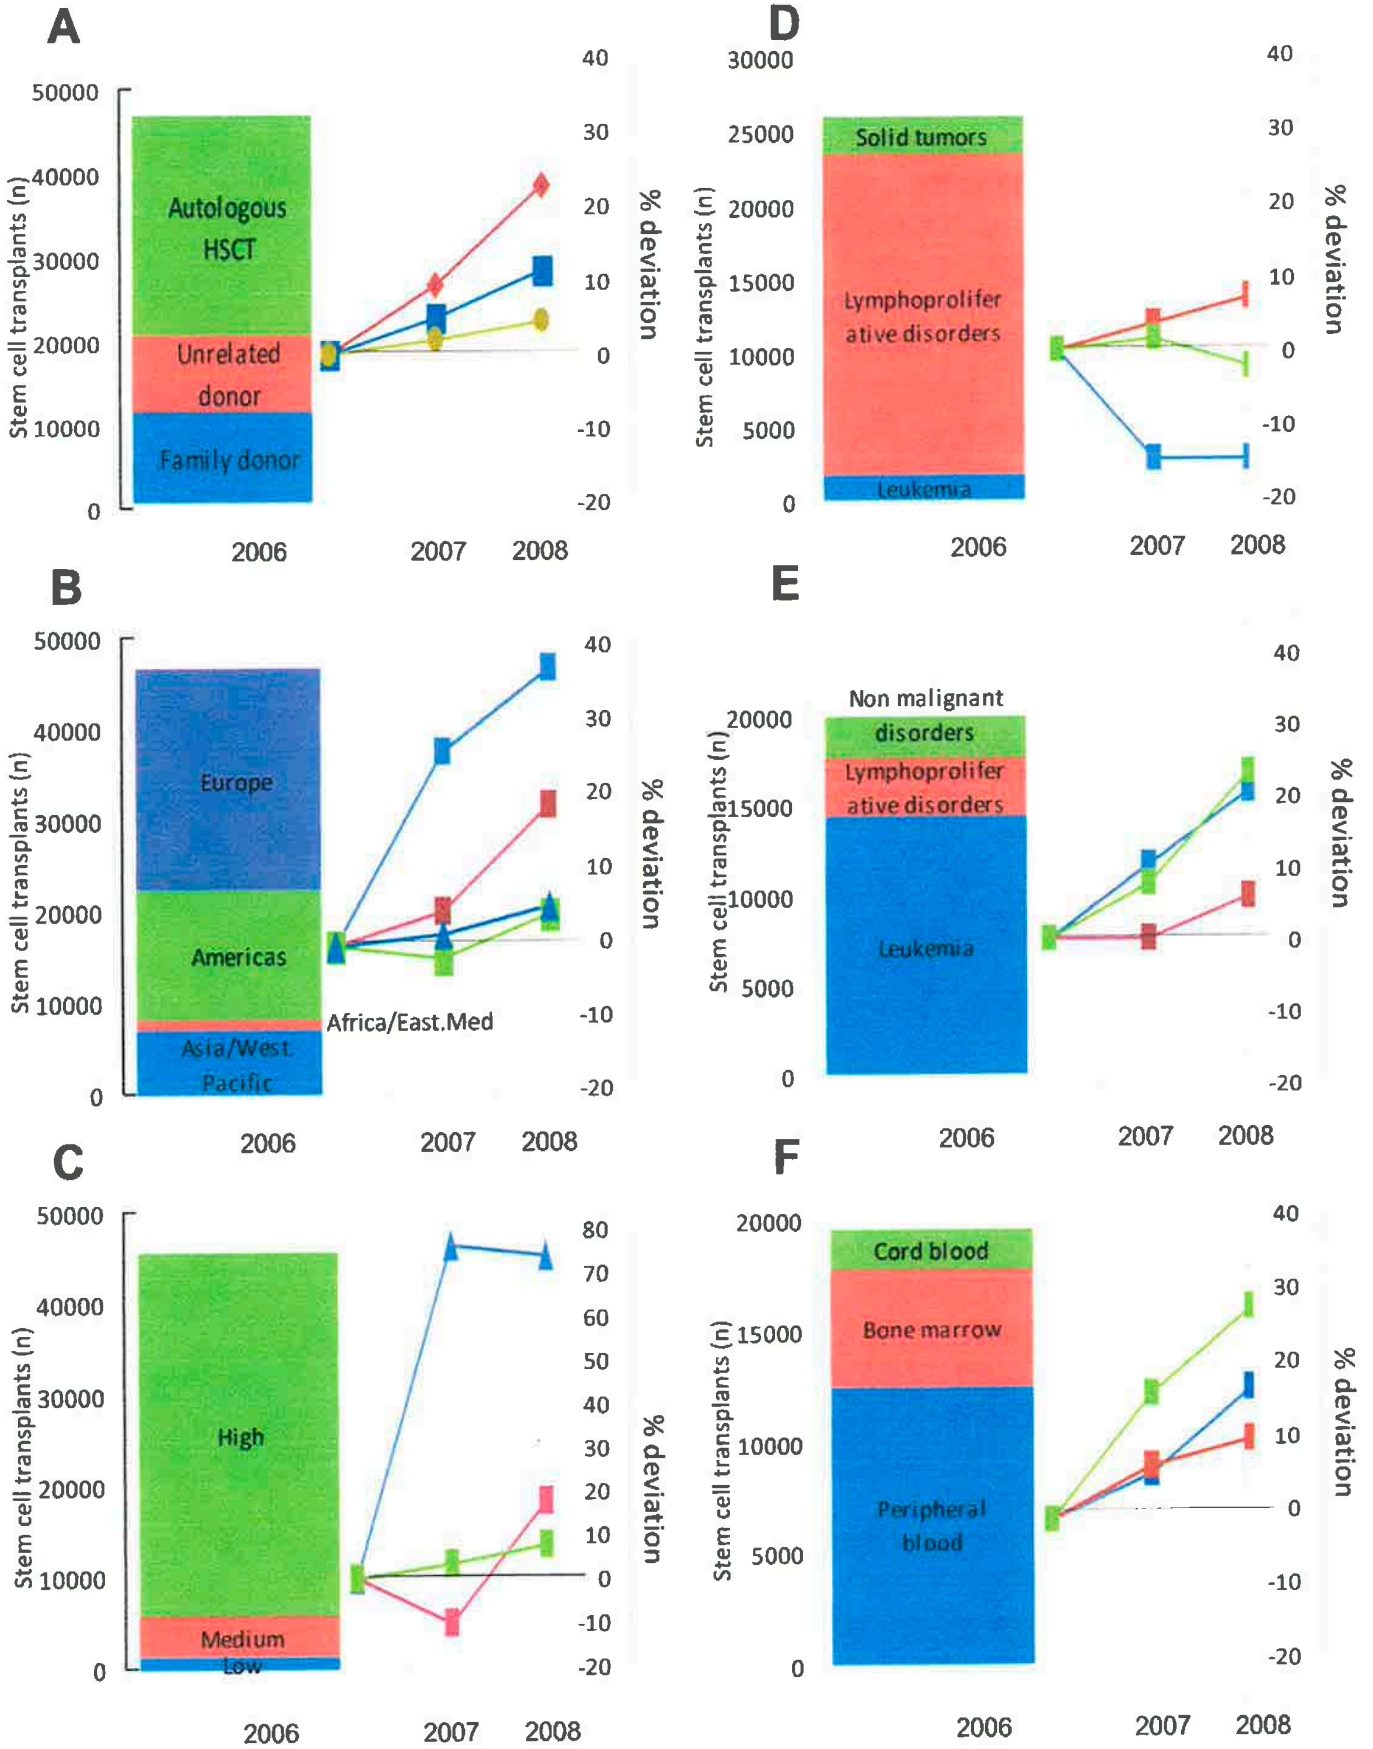 A
50000
40000
30000
20000
10000
0
Stem cell transplants (n)
Autologous
HSCT
Unrelated
donor
Family donor
40
30
20
10
0
-10
-20
% deviation
2006
2007
2008
D
30000
25000
20000
15000
10000
5000
0
Stem cell transplants (n)
Solid tumors
Lymphoprolifer
ative disorders
Leukemia
40
30
20
10
0
-10
-20
% deviation
2006
2007
2008
B
50000
40000
30000
20000
10000
0
Stem cell transplants (n)
Europe
Americas
Africa/East.Med
Asia/West.
Pacific
40
30
20
10
0
-10
-20
% deviation
2006
2007
2008
E
20000
15000
10000
5000
0
Stem cell transplants (n)
Non malignant
disorders
Lymphoprolifer
ative disorders
Leukemia
40
30
20
10
0
-10
-20
% deviation
2006
2007
2008
C
50000
40000
30000
20000
10000
0
Stem cell transplants (n)
High
Medium
Low
80
70
60
50
40
30
20
10
0
-10
-20
% deviation
2006
2007
2008
F
20000
15000
10000
5000
0
Stem cell transplants (n)
Cord blood
Bone marrow
Peripheral
blood
40
30
20
10
0
-10
-20
% deviation
2006
2007
2008